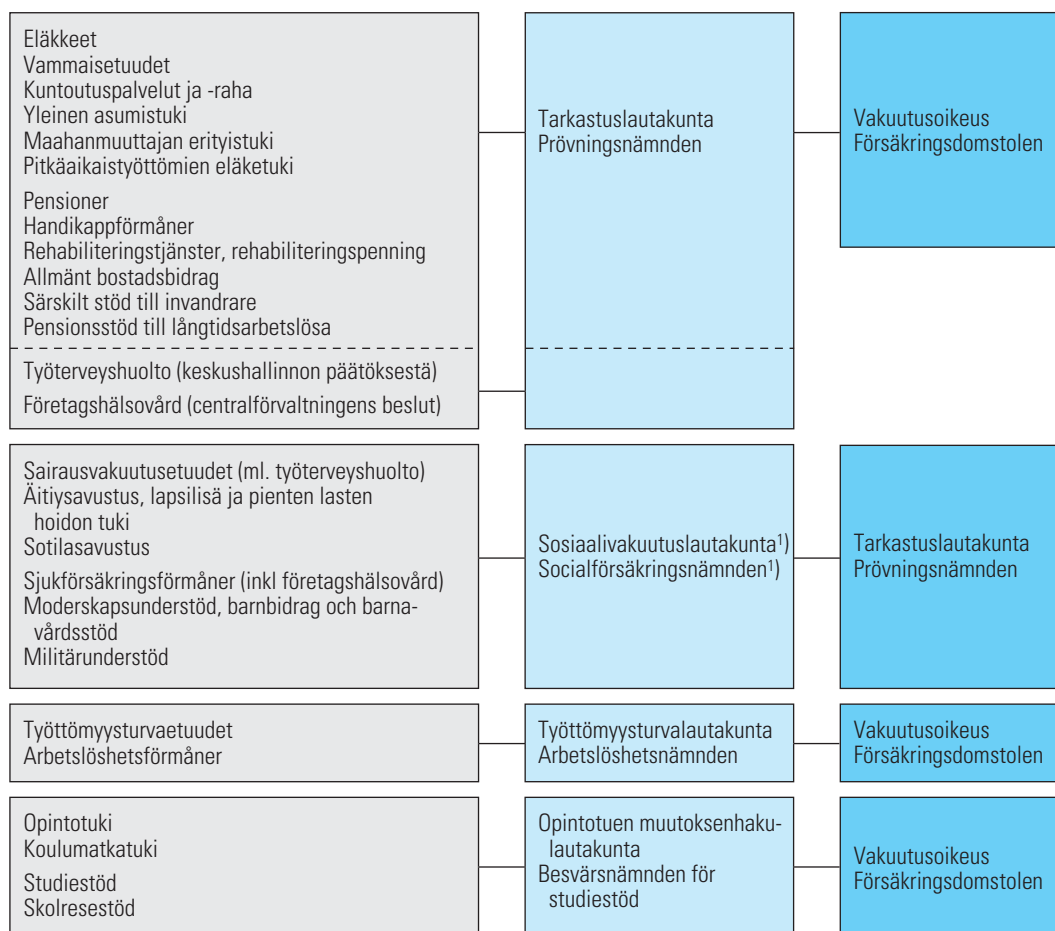 Eläkkeet
Vammaisetuudet
Kuntoutuspalvelut ja -raha
Yleinen asumistuki
Maahanmuuttajan erityistuki
Pitkäaikaistyöttömien eläketuki
Pensioner
Handikappförmåner
Rehabiliteringstjänster, rehabiliteringspenning
Allmänt bostadsbidrag
Särskilt stöd till invandrare
Pensionsstöd till långtidsarbetslösa
Työterveyshuolto (keskushallinnon päätöksestä)
Företagshälsovård (centralförvaltningens beslut)
Tarkastuslautakunta
Prövningsnämnden
Vakuutusoikeus
Försäkringsdomstolen
Sairausvakuutusetuudet (ml. työterveyshuolto)
Äitiysavustus, lapsilisä ja pienten lasten
hoidon tuki
Sotilasavustus
Sjukförsäkringsförmåner (inkl företagshälsovård)
Moderskapsunderstöd, barnbidrag och barna-
vårdsstöd
Militärunderstöd
Sosiaalivakuutuslautakunta¹)
Socialförsäkringsnämnden¹)
Tarkastuslautakunta
Prövningsnämnden
Työttömyysturvaetuudet
Arbetslöshetsförmåner
Työttömyysturvalautakunta
Arbetslöshetsnämnden
Vakuutusoikeus
Försäkringsdomstolen
Opintotuki
Koulumatkatuki
Studiestöd
Skolresestöd
Opintotuen muutoksenhaku-
lautakunta
Besvärsnämnden för
studiestöd
Vakuutusoikeus
Försäkringsdomstolen